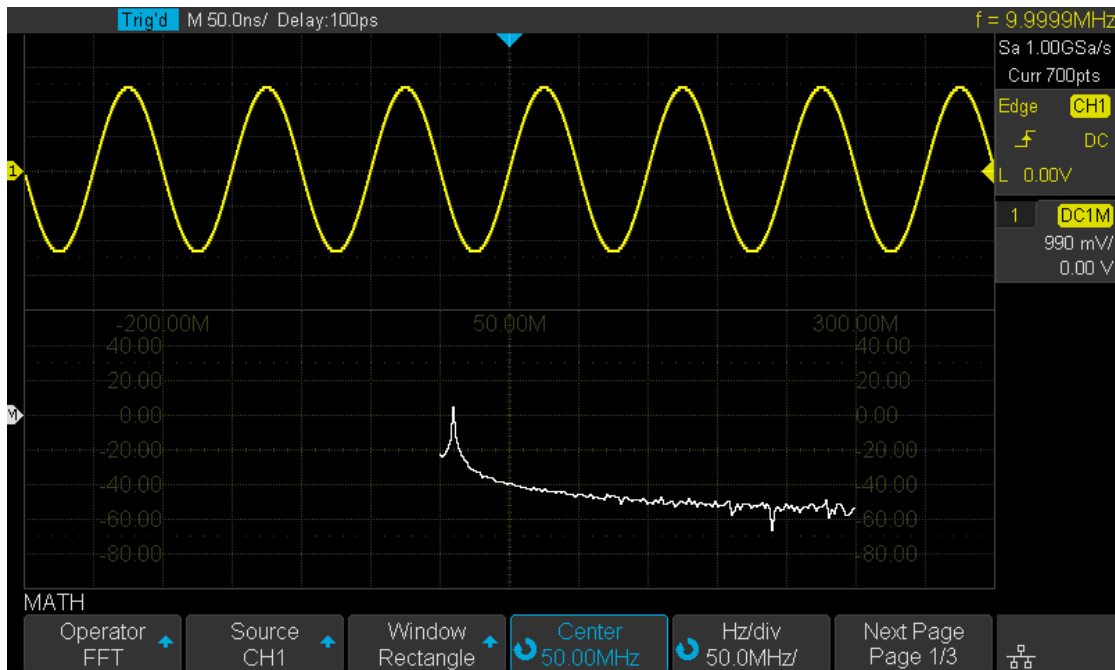 Trig'd M 50.0ns/ Delay:100ps f = 9.9999MHz
Sa 1.00GSa/s
Curr 700pts
Edge CH1
DC
L 0.00V
1 DC1M
990 mV/
0.00 V
1
-200.00M 50.00M 300.00M
40.00 40.00
20.00 20.00
M 0.00 0.00
-20.00 -20.00
-40.00 -40.00
-60.00 -60.00
-80.00 -80.00
MATH
Operator Source Window Center Hz/div Next Page
FFT CH1 Rectangle 50.00MHz 50.0MHz/ Page 1/3